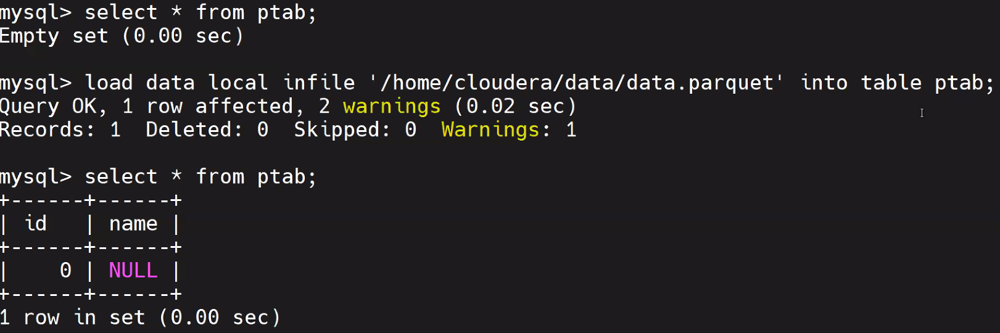 mysql> select * from ptab;
Empty set (0.00 sec)
mysql> load data local infile '/home/cloudera/data/data.parquet' into table ptab;
Query OK, 1 row affected, 2 warnings (0.02 sec)
Records: 1  Deleted: 0  Skipped: 0  Warnings: 1
mysql> select * from ptab;
+------+------+
| id   | name |
+------+------+
|    0 | NULL |
+------+------+
1 row in set (0.00 sec)